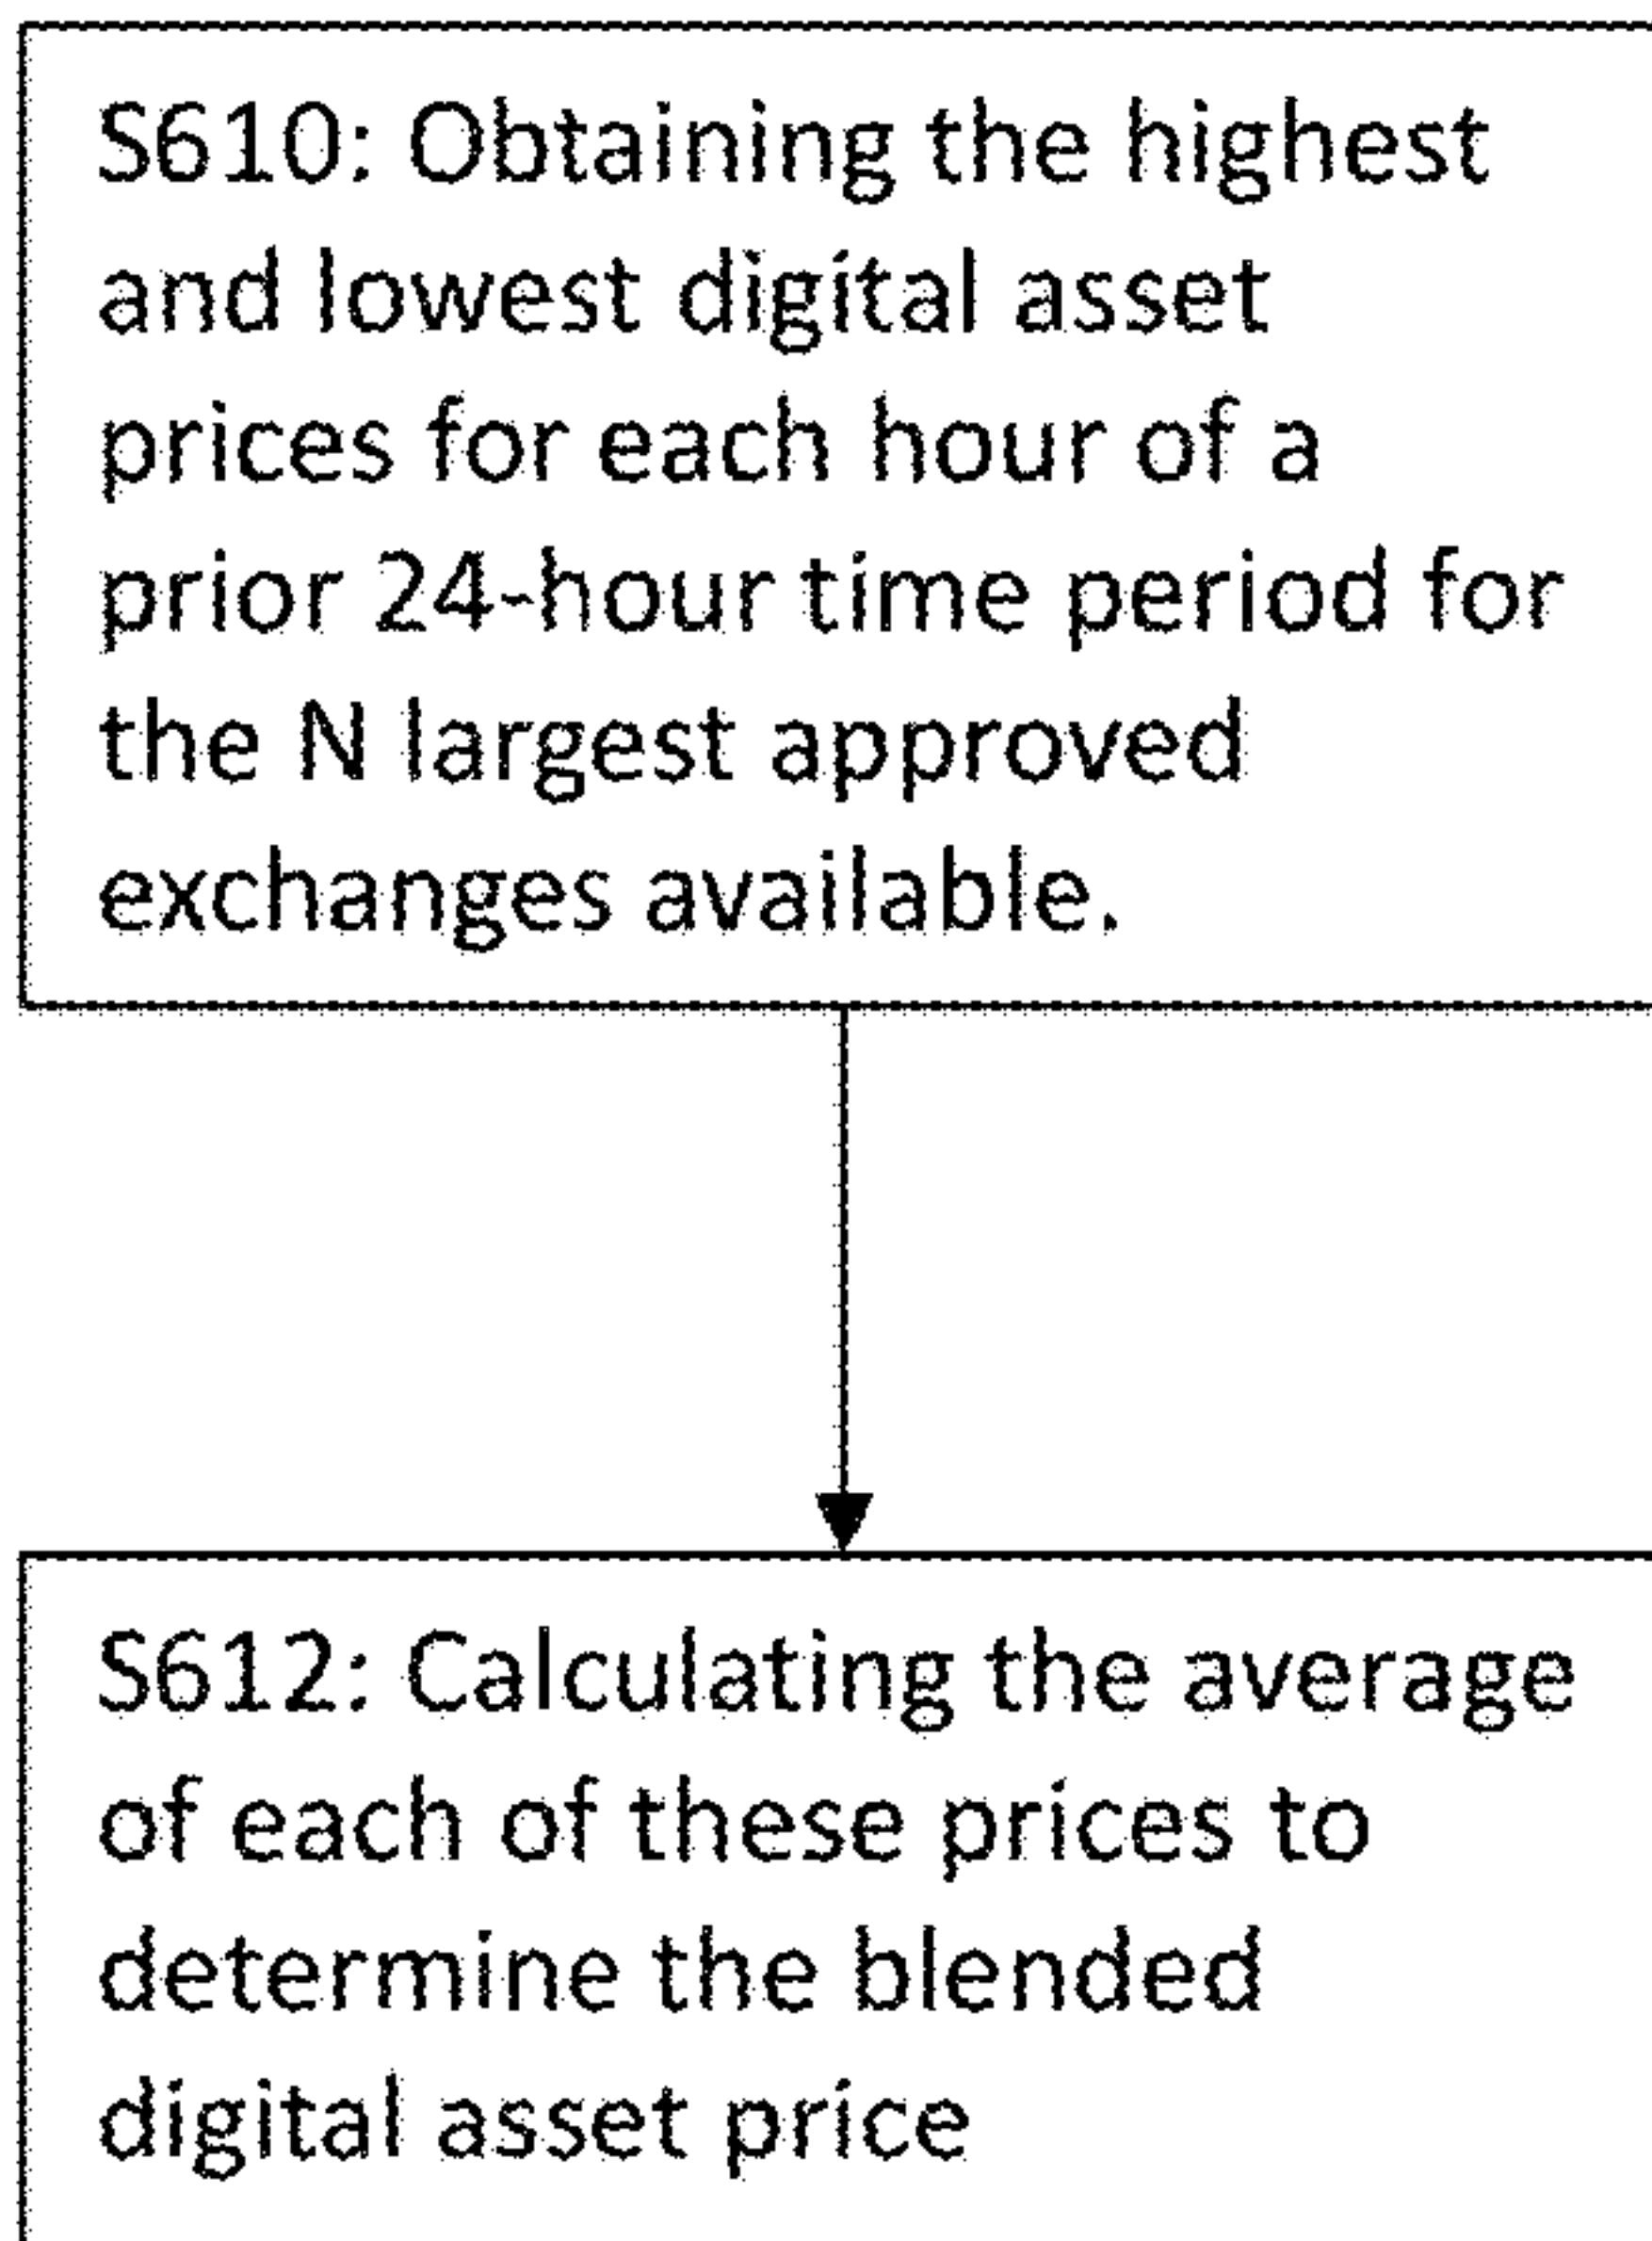 S610: Obtaining the highest
and lowest digital asset
prices for each hour of a
prior 24-hour time period for
the N largest approved
exchanges available.
S612: Calculating the average
of each of these prices to
determine the blended
digital asset price